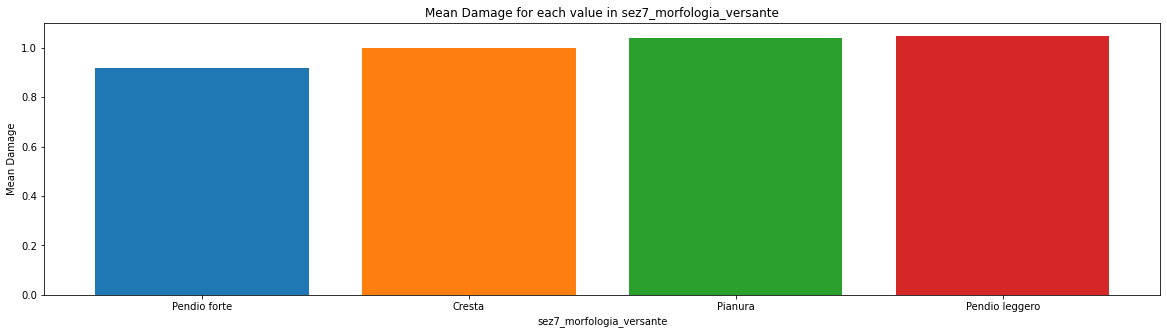 Mean Damage for each value in sez7_morfologia_versante
Mean Damage
1.0
0.8
0.6
0.4
0.2
0.0
Pendio forte Cresta Pianura Pendio leggero
sez7_morfologia_versante